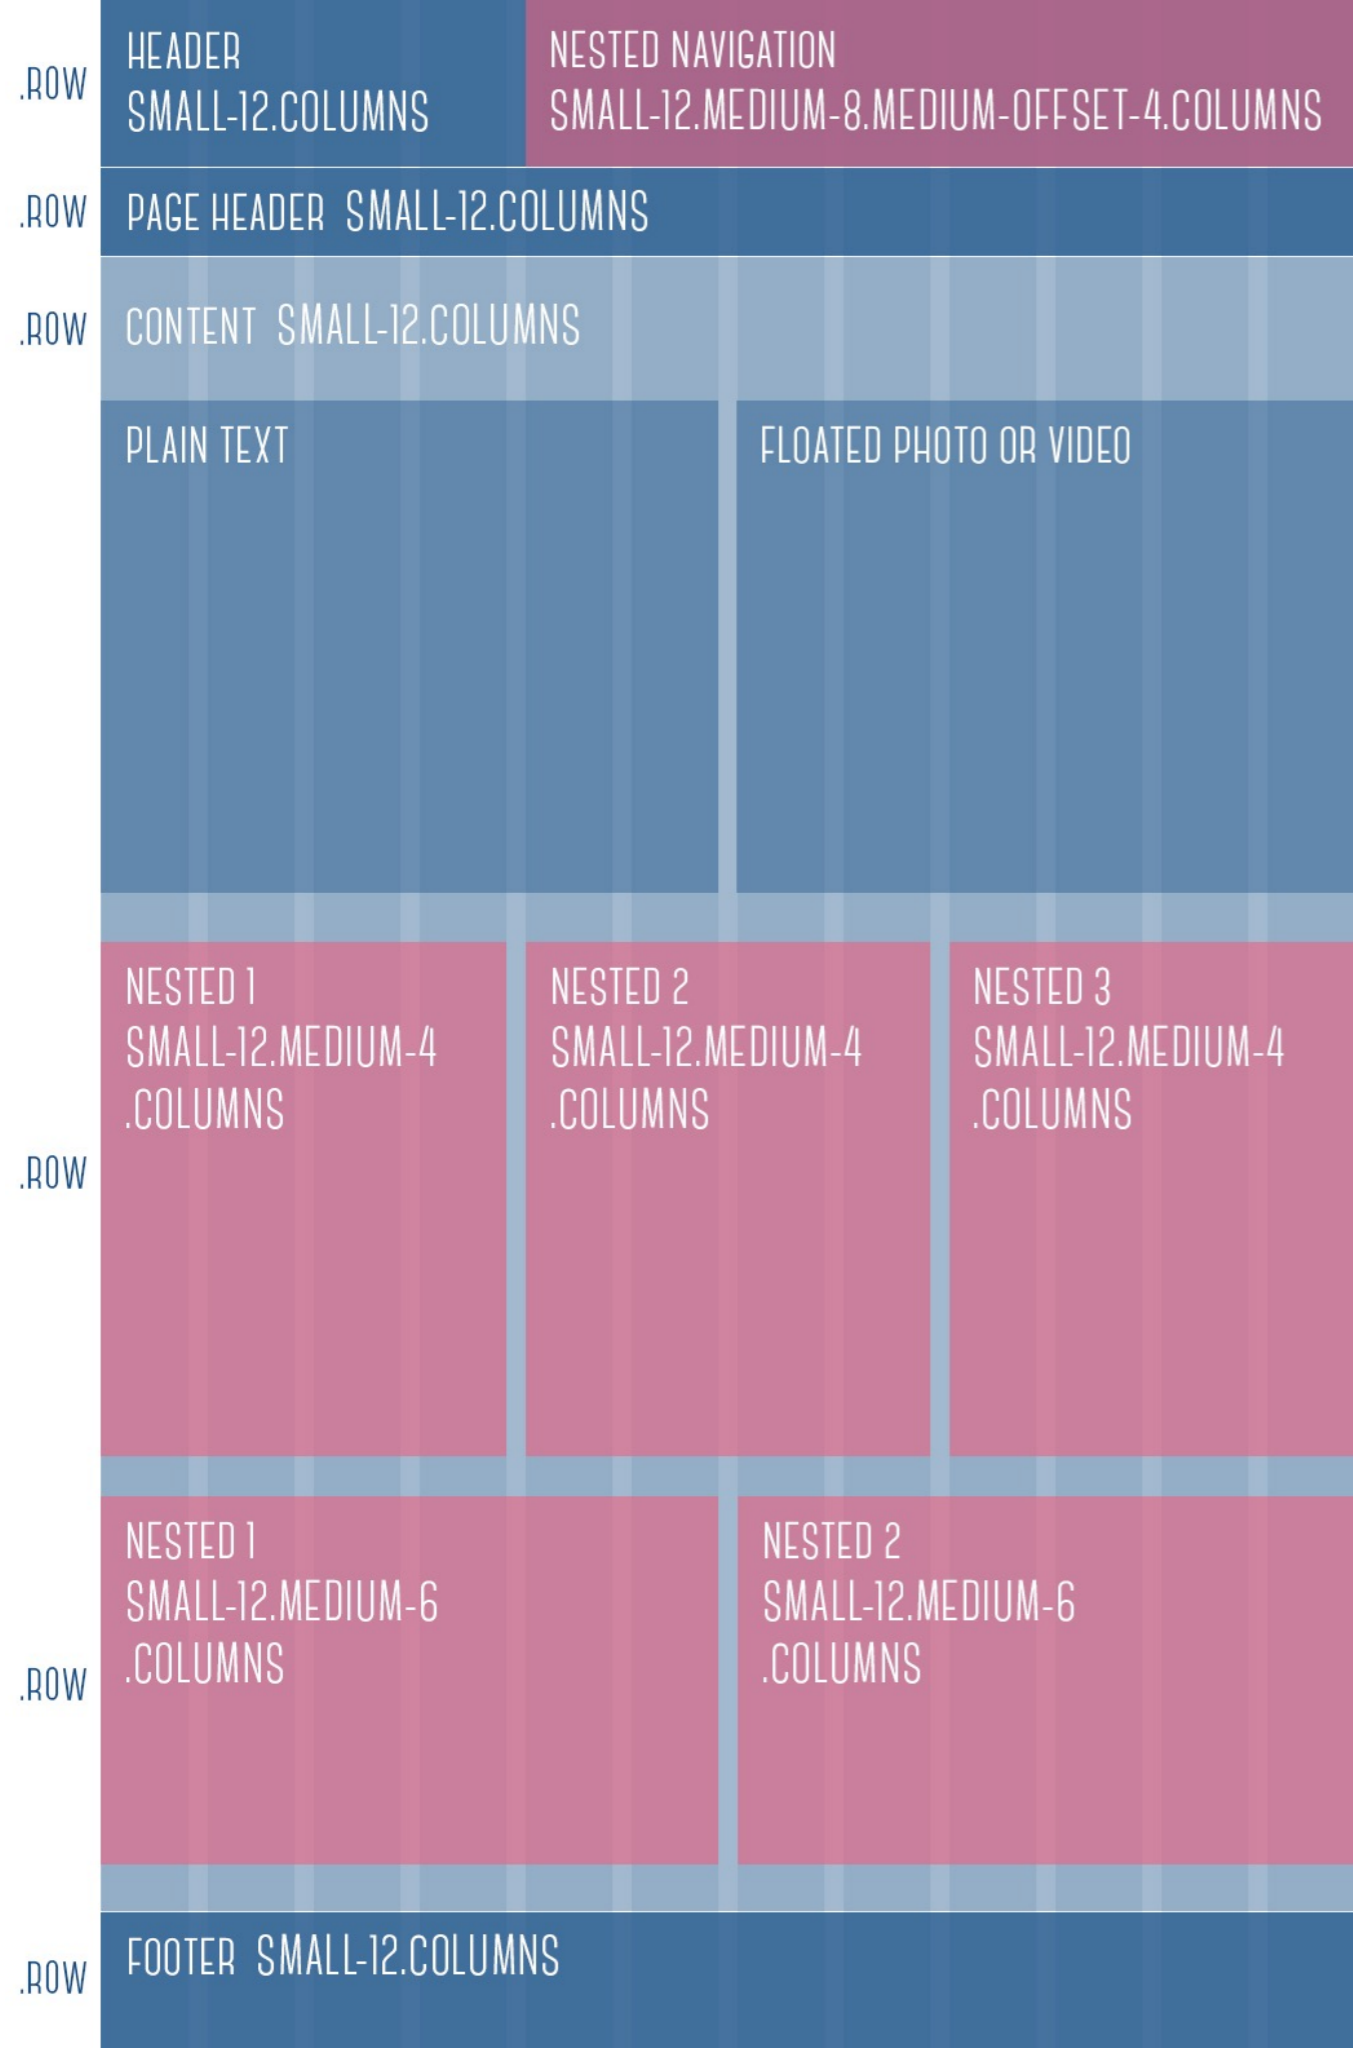 .ROW
HEADER
SMALL-12.COLUMNS
NESTED NAVIGATION
SMALL-12.MEDIUM-8.MEDIUM-OFFSET-4.COLUMNS
.ROW
PAGE HEADER SMALL-12.COLUMNS
.ROW
CONTENT SMALL-12.COLUMNS
PLAIN TEXT
FLOATED PHOTO OR VIDEO
.ROW
NESTED 1
SMALL-12.MEDIUM-4
.COLUMNS
NESTED 2
SMALL-12.MEDIUM-4
.COLUMNS
NESTED 3
SMALL-12.MEDIUM-4
.COLUMNS
.ROW
NESTED 1
SMALL-12.MEDIUM-6
.COLUMNS
NESTED 2
SMALL-12.MEDIUM-6
.COLUMNS
.ROW
FOOTER SMALL-12.COLUMNS